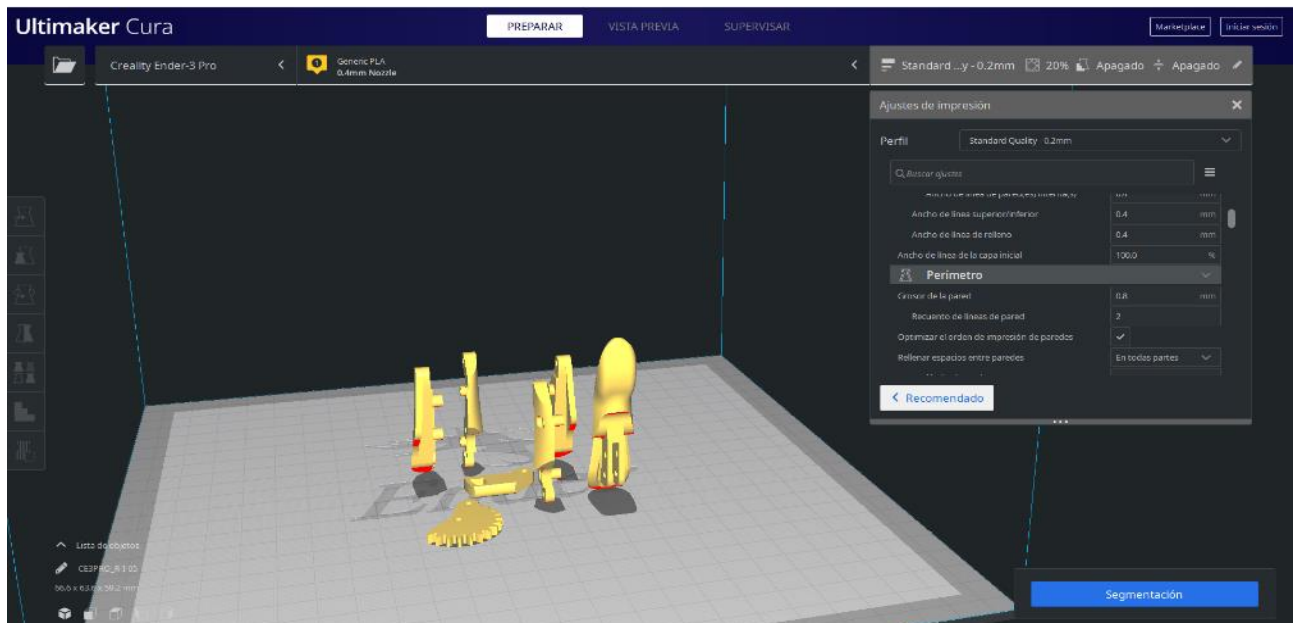 Ultimaker Cura
PREPARAR VISTA PREVIA SUPERVISAR
Marketplace Iniciar sesión
Creality Ender-3 Pro
Generic PLA
0.4mm Nozzle
Standard ...y - 0.2mm 20% Apagado Apagado
Ajustes de impresión
Perfil Standard Quality 0.2mm
Buscar ajustes
Ancho de línea superior/inferior 0.4 mm
Ancho de línea de relleno 0.4 mm
Ancho de línea de la capa inicial 100.0 %
Perímetro
Grosor de la pared 0.8 mm
Recuento de líneas de pared 2
Optimizar el orden de impresión de paredes
Rellenar espacios entre paredes En todas partes
Recomendado
Lista de objetos
Segmentación